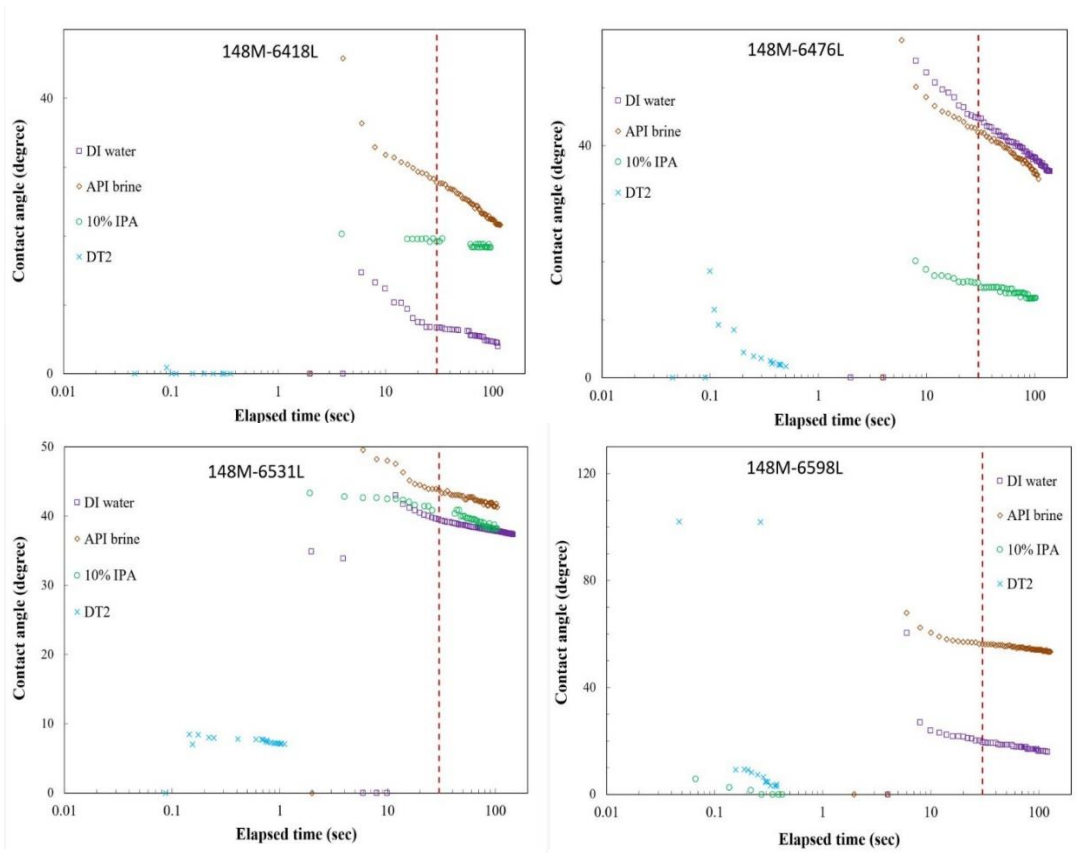 148M-6418L
Contact angle (degree)
40
0
DI water
API brine
10% IPA
DT2
0.01 0.1 1 10 100
Elapsed time (sec)
148M-6476L
Contact angle (degree)
40
20
0
DI water
API brine
10% IPA
DT2
0.01 0.1 1 10 100
Elapsed time (sec)
148M-6531L
Contact angle (degree)
50
40
30
20
10
0
DI water
API brine
10% IPA
DT2
0.01 0.1 1 10 100
Elapsed time (sec)
148M-6598L
Contact angle (degree)
120
80
40
0
DI water
API brine
10% IPA
DT2
0.01 0.1 1 10 100
Elapsed time (sec)